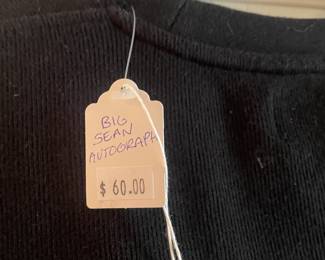 BIG
SEAN
AUTOGRAPH
$ 60.00